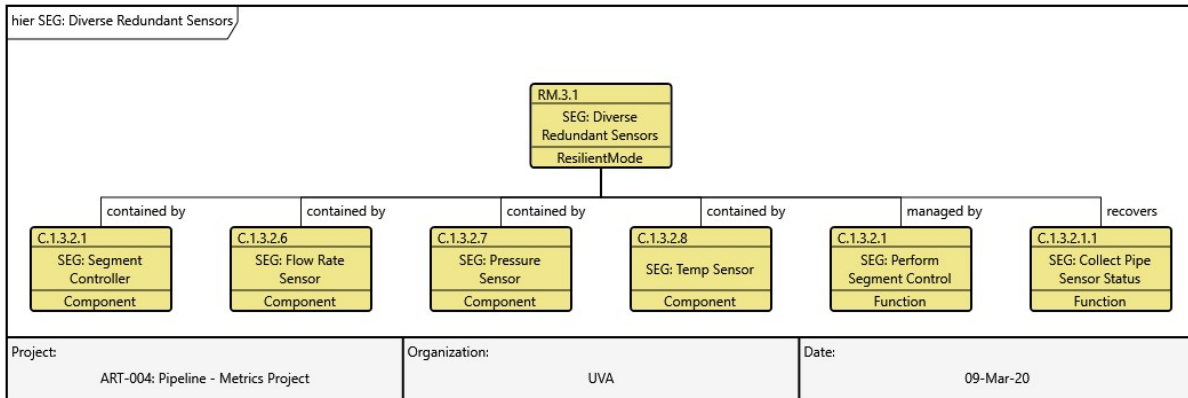 hier SEG: Diverse Redundant Sensors
RM.3.1
SEG: Diverse
Redundant Sensors
ResilientMode
contained by
contained by
contained by
contained by
managed by
recovers
C.1.3.2.1
SEG: Segment
Controller
Component
C.1.3.2.6
SEG: Flow Rate
Sensor
Component
C.1.3.2.7
SEG: Pressure
Sensor
Component
C.1.3.2.8
SEG: Temp Sensor
Component
C.1.3.2.1
SEG: Perform
Segment Control
Function
C.1.3.2.1.1
SEG: Collect Pipe
Sensor Status
Function
Project:
ART-004: Pipeline - Metrics Project
Organization:
UVA
Date:
09-Mar-20